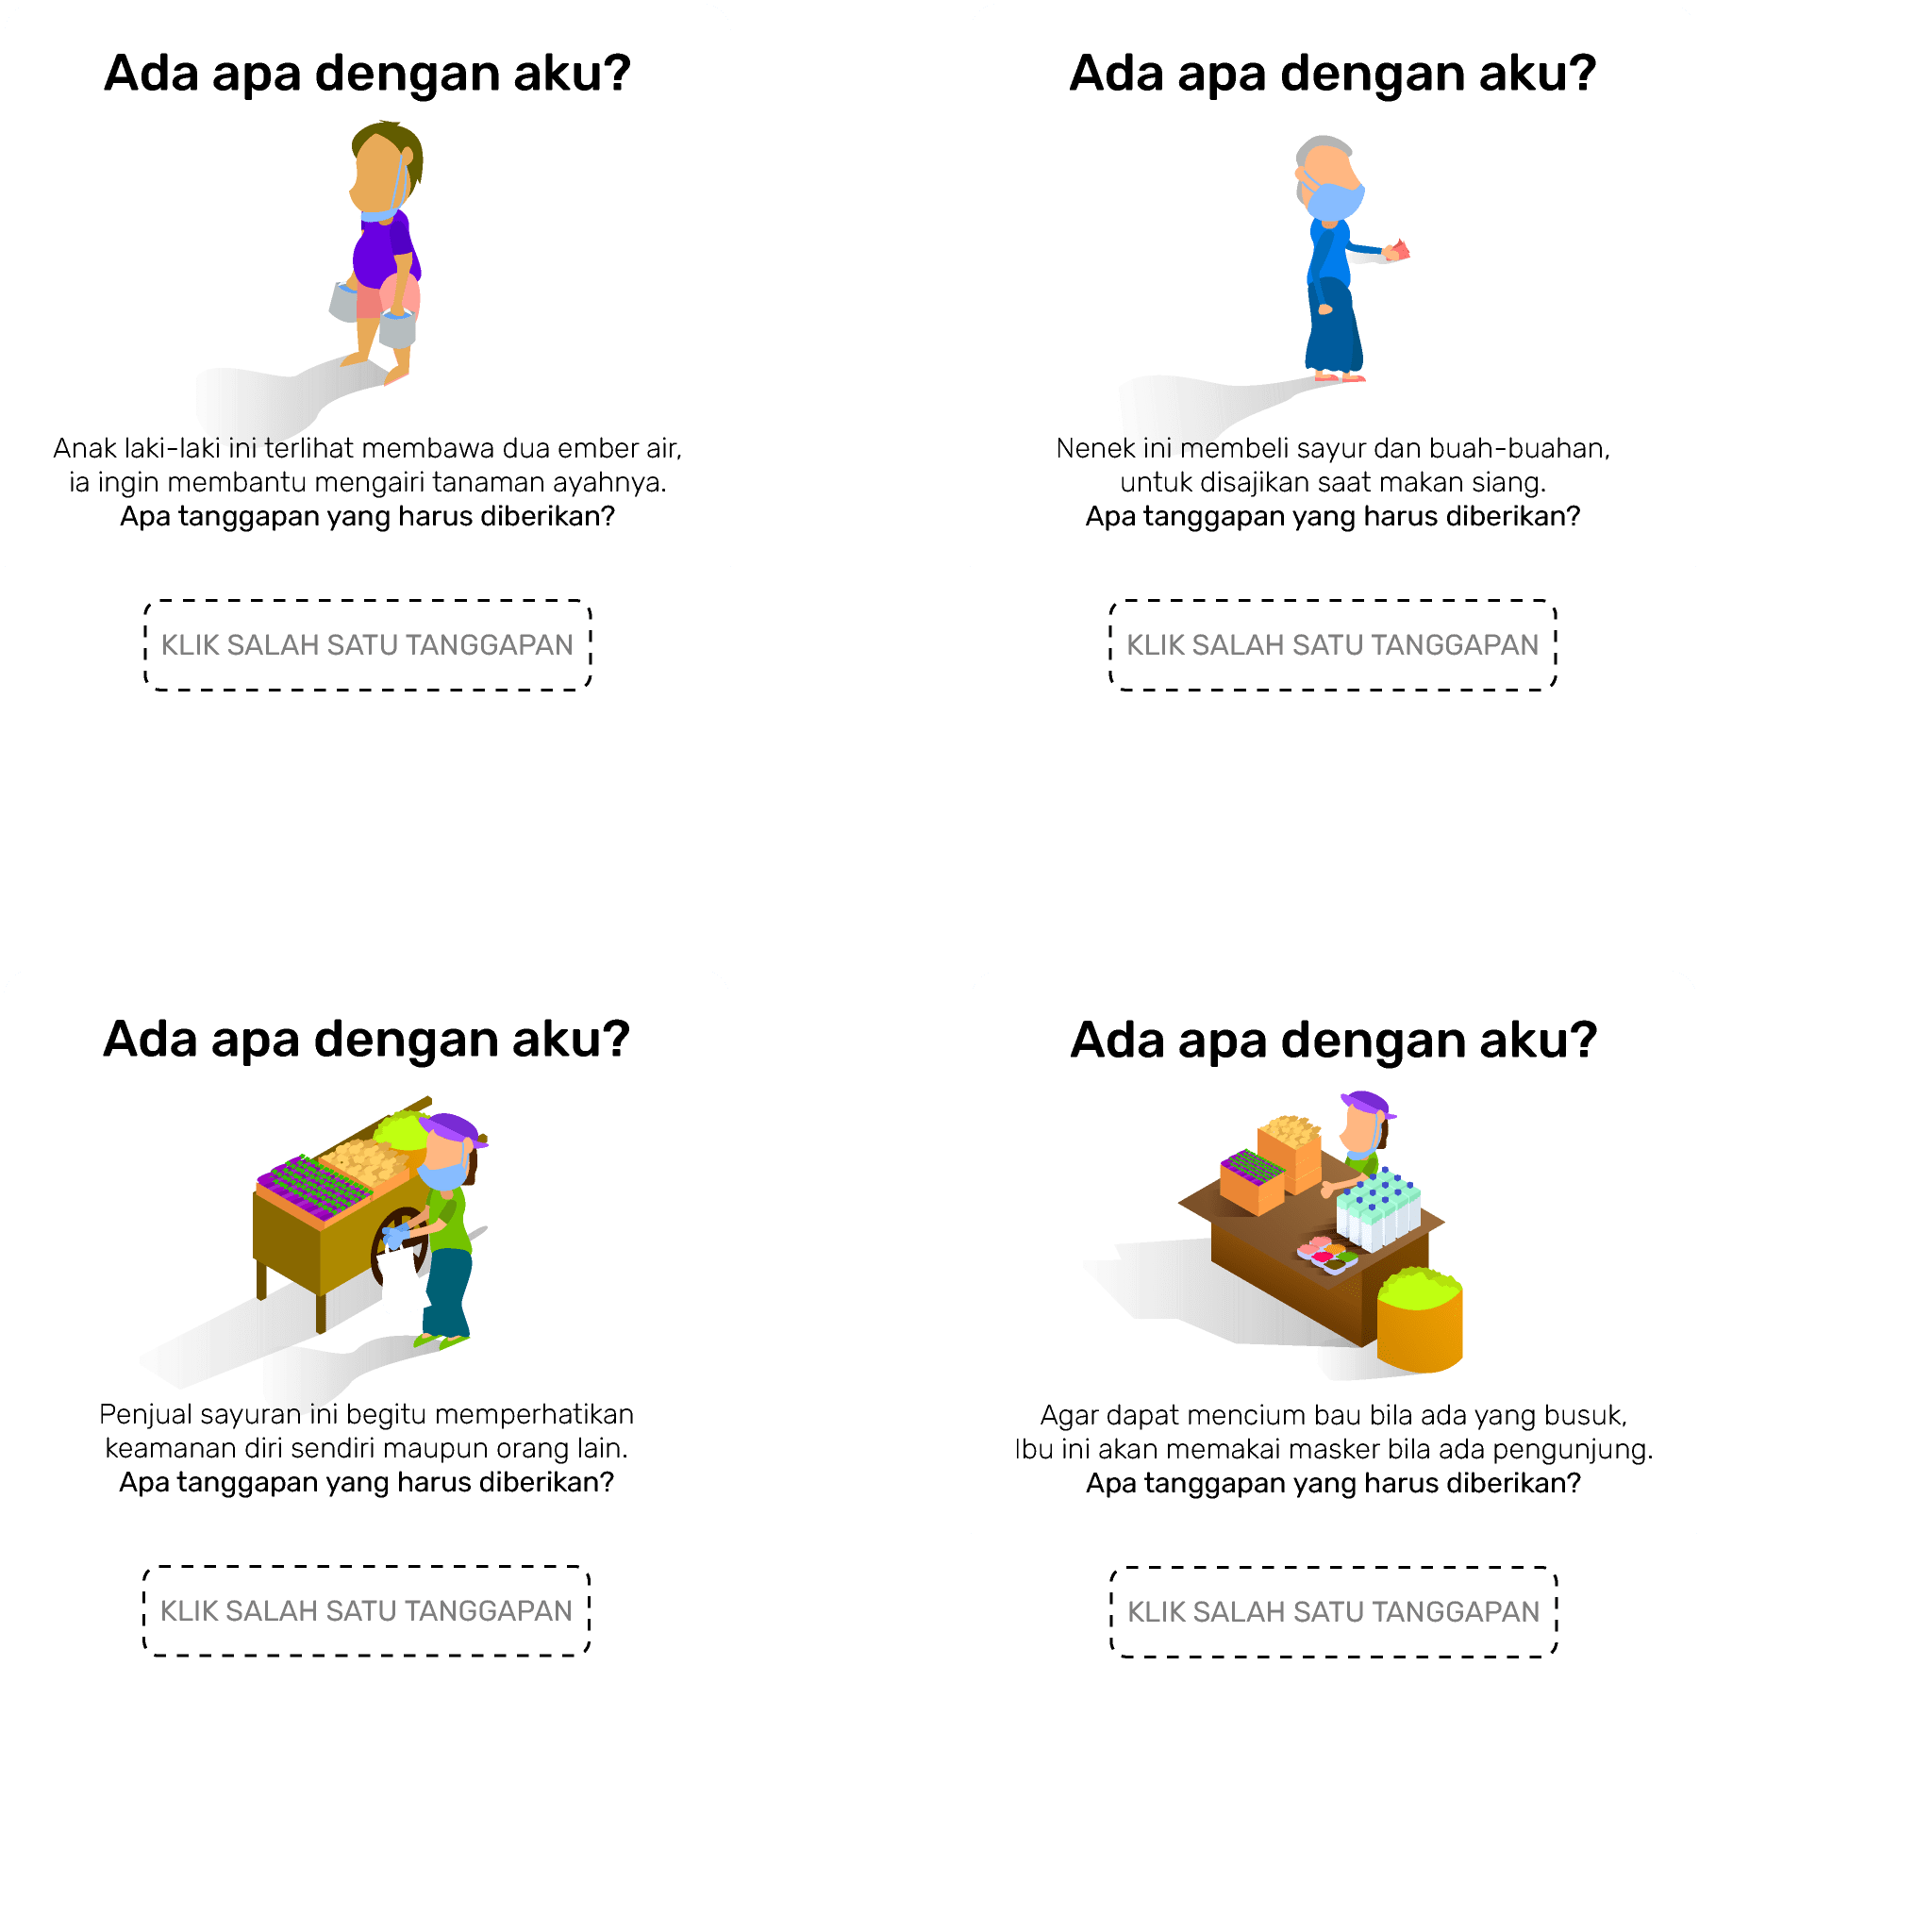 Ada apa dengan aku?
Anak laki-laki ini terlihat membawa dua ember air,
ia ingin membantu mengairi tanaman ayahnya.
Apa tanggapan yang harus diberikan?
KLIK SALAH SATU TANGGAPAN
Ada apa dengan aku?
Nenek ini membeli sayur dan buah-buahan,
untuk disajikan saat makan siang.
Apa tanggapan yang harus diberikan?
KLIK SALAH SATU TANGGAPAN
Ada apa dengan aku?
Penjual sayuran ini begitu memperhatikan
keamanan diri sendiri maupun orang lain.
Apa tanggapan yang harus diberikan?
KLIK SALAH SATU TANGGAPAN
Ada apa dengan aku?
Agar dapat mencium bau bila ada yang busuk,
Ibu ini akan memakai masker bila ada pengunjung.
Apa tanggapan yang harus diberikan?
KLIK SALAH SATU TANGGAPAN